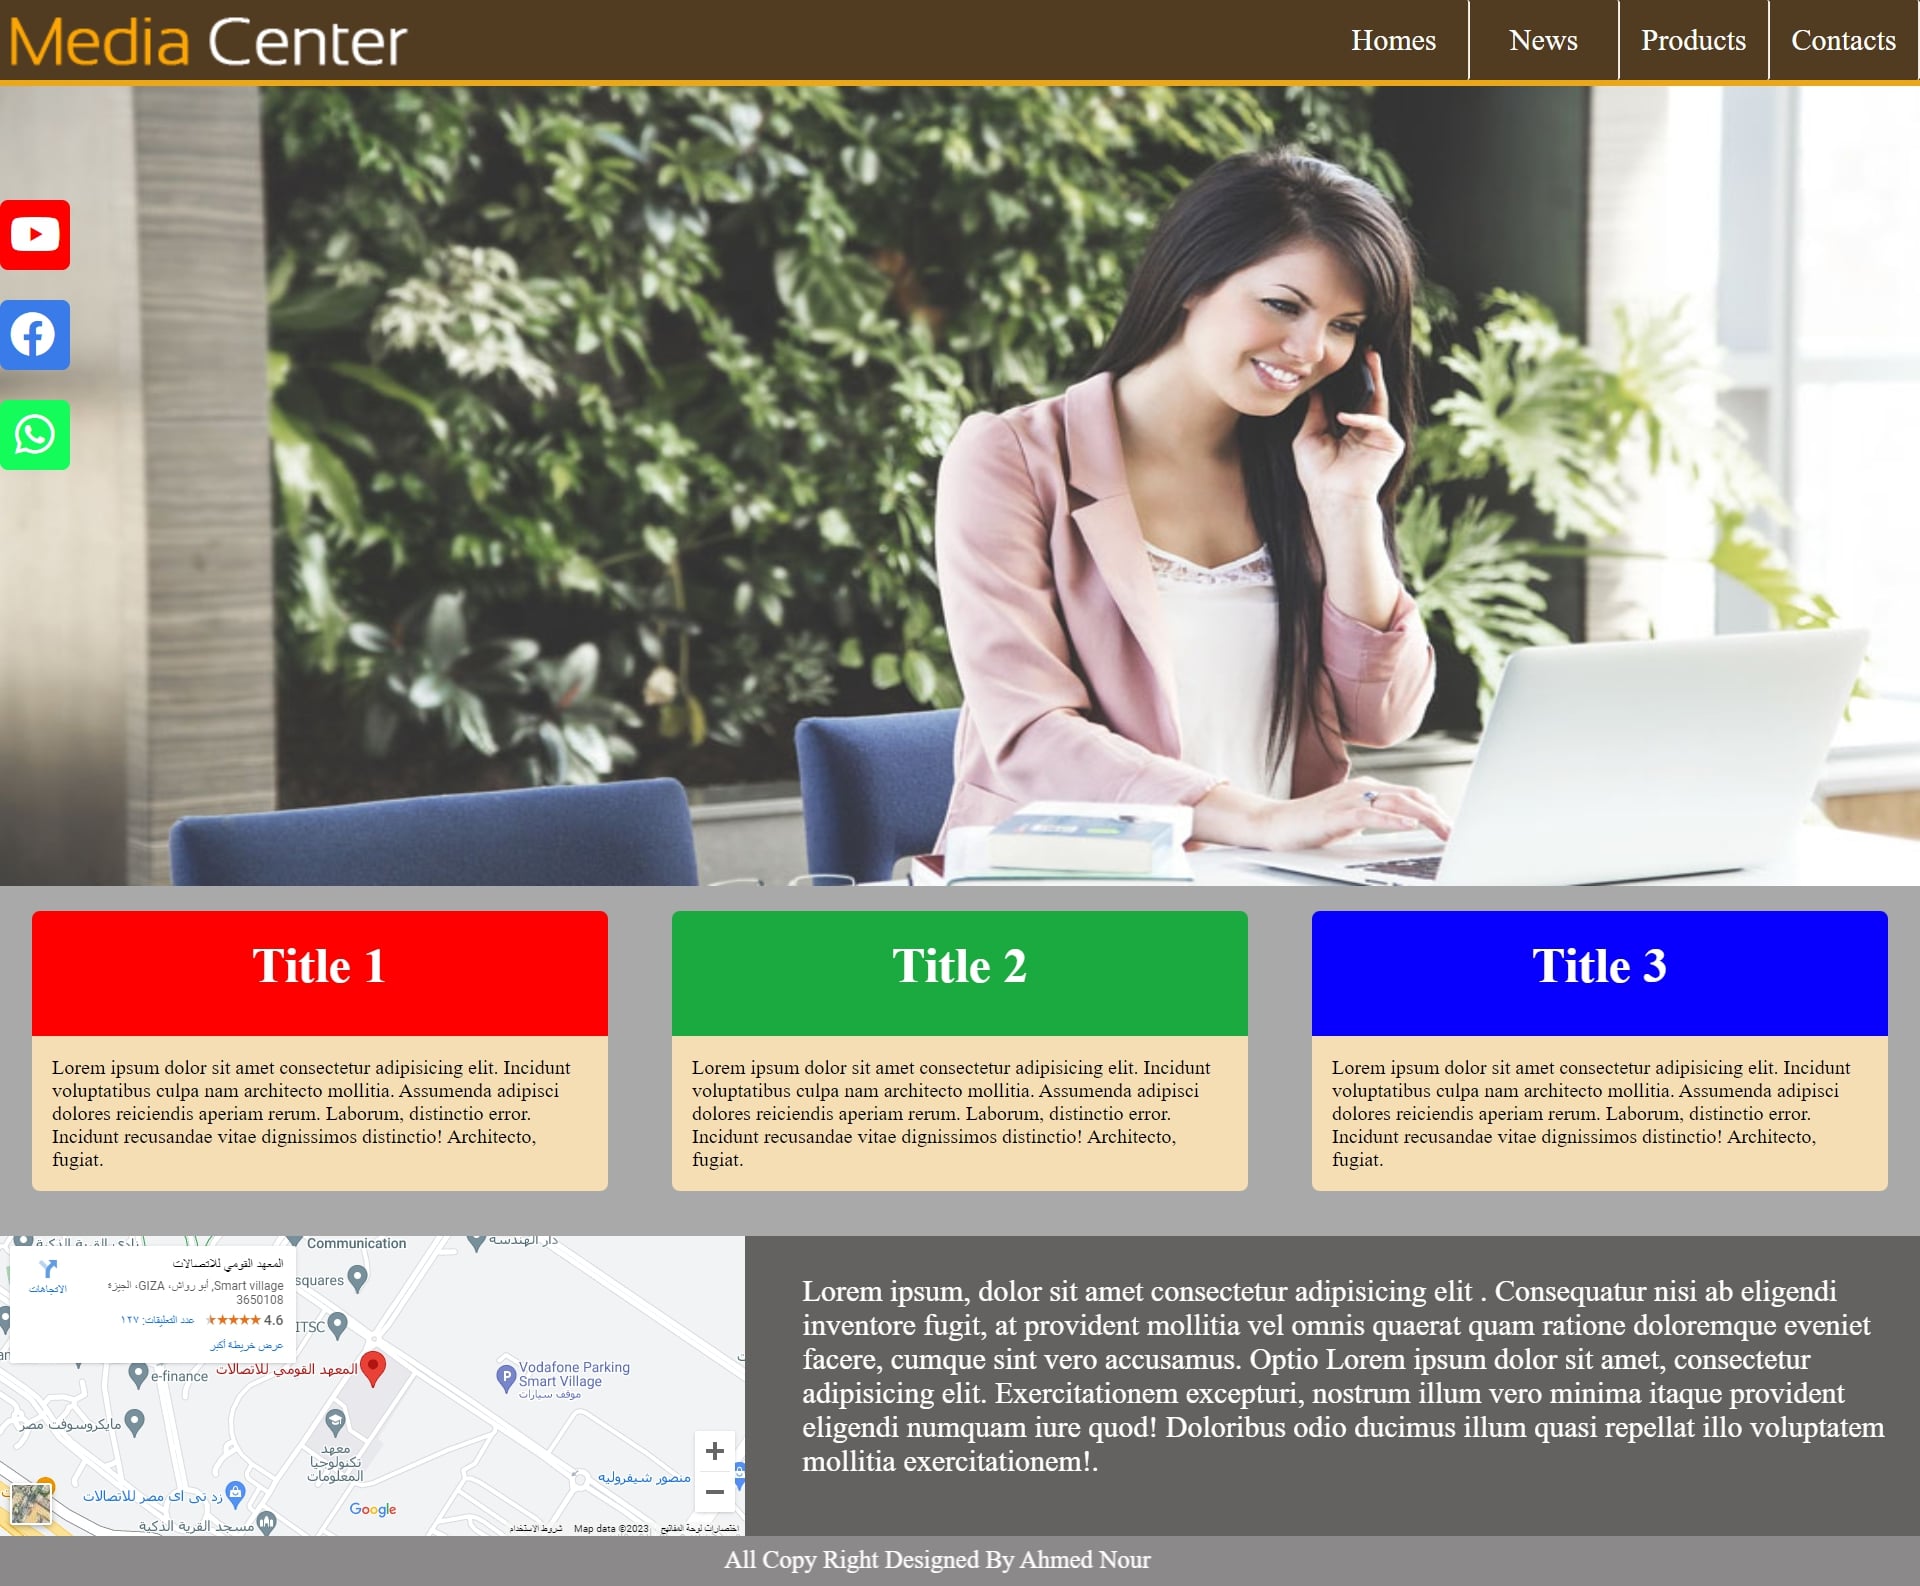 Media Center
Homes
News
Products
Contacts
Title 1
Lorem ipsum dolor sit amet consectetur adipisicing elit. Incidunt
voluptatibus culpa nam architecto mollitia. Assumenda adipisci
dolores reiciendis aperiam rerum. Laborum, distinctio error.
Incidunt recusandae vitae dignissimos distinctio! Architecto,
fugiat.
Title 2
Lorem ipsum dolor sit amet consectetur adipisicing elit. Incidunt
voluptatibus culpa nam architecto mollitia. Assumenda adipisci
dolores reiciendis aperiam rerum. Laborum, distinctio error.
Incidunt recusandae vitae dignissimos distinctio! Architecto,
fugiat.
Title 3
Lorem ipsum dolor sit amet consectetur adipisicing elit. Incidunt
voluptatibus culpa nam architecto mollitia. Assumenda adipisci
dolores reiciendis aperiam rerum. Laborum, distinctio error.
Incidunt recusandae vitae dignissimos distinctio! Architecto,
fugiat.
نادي القرية الذكية
Communication
دار الهندسة
المعهد القومي للاتصالات
Smart village, أبو رواش، GIZA، الجيزة
3650108
4.6
عدد التعليقات: ١٢٧
عرض خريطة أكبر
الاتجاهات
squares
ITSC
e-finance
المعهد القومي للاتصالات
P
Vodafone Parking
Smart Village
موقف سيارات
مايكروسوفت مصر
معهد
تكنولوجيا
المعلومات
منصور شيفروليه
زد تي اى مصر للاتصالات
Google
مسجد القرية الذكية
اختصارات لوحة المفاتيح
Map data ©2023
شروط الاستخدام
Lorem ipsum, dolor sit amet consectetur adipisicing elit . Consequatur nisi ab eligendi
inventore fugit, at provident mollitia vel omnis quaerat quam ratione doloremque eveniet
facere, cumque sint vero accusamus. Optio Lorem ipsum dolor sit amet, consectetur
adipisicing elit. Exercitationem excepturi, nostrum illum vero minima itaque provident
eligendi numquam iure quod! Doloribus odio ducimus illum quasi repellat illo voluptatem
mollitia exercitationem!.
All Copy Right Designed By Ahmed Nour